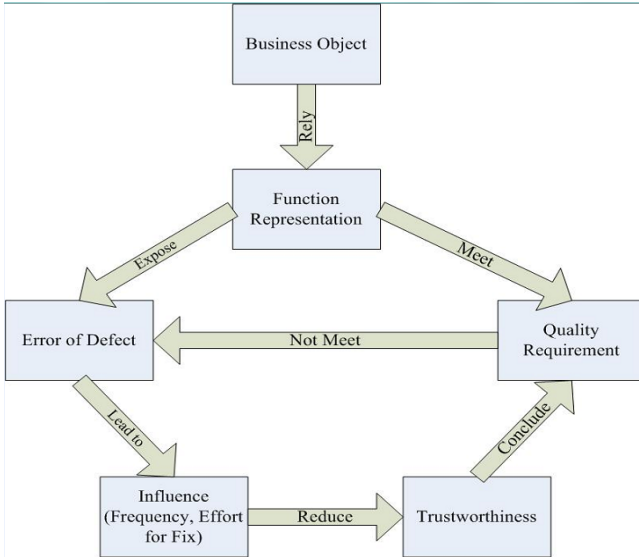 Business Object
Rely
Function
Representation
Expose
Meet
Error of Defect
Not Meet
Quality
Requirement
Lead to
Conclude
Influence
(Frequency, Effort
for Fix)
Reduce
Trustworthiness